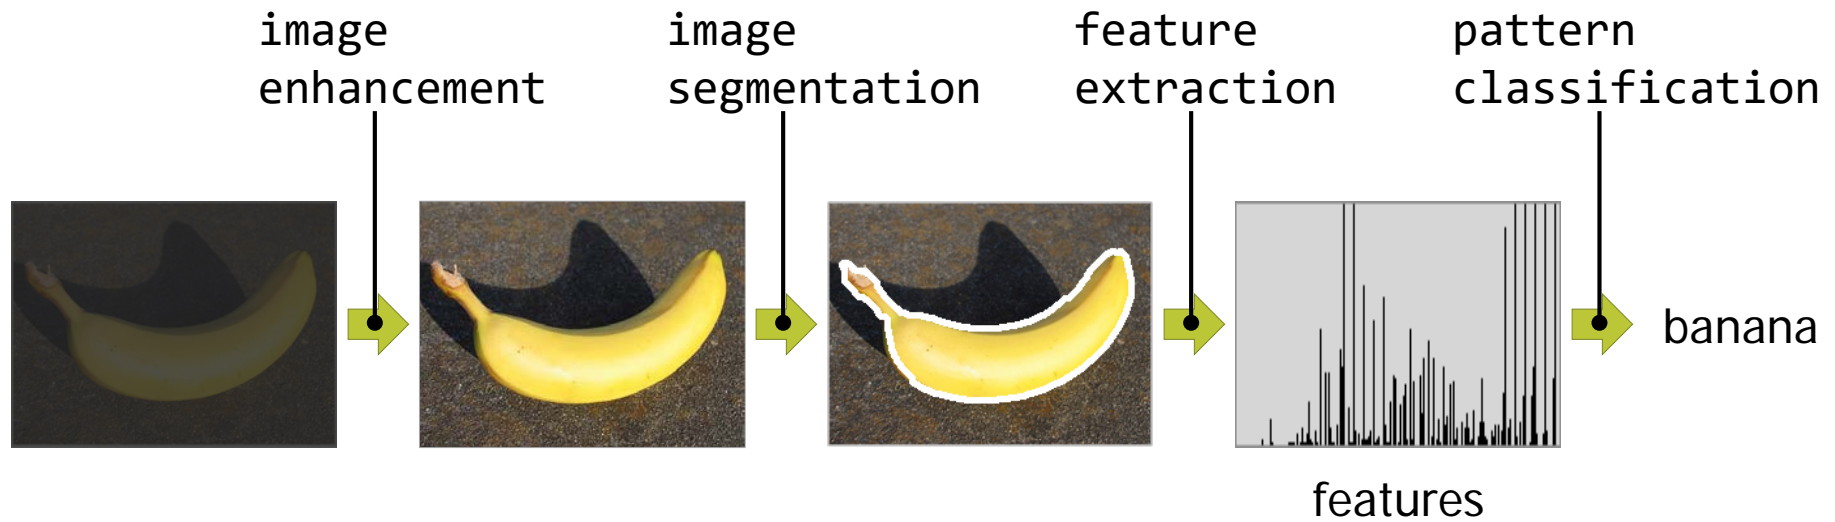 image
enhancement
image
segmentation
feature
extraction
pattern
classification
banana
features